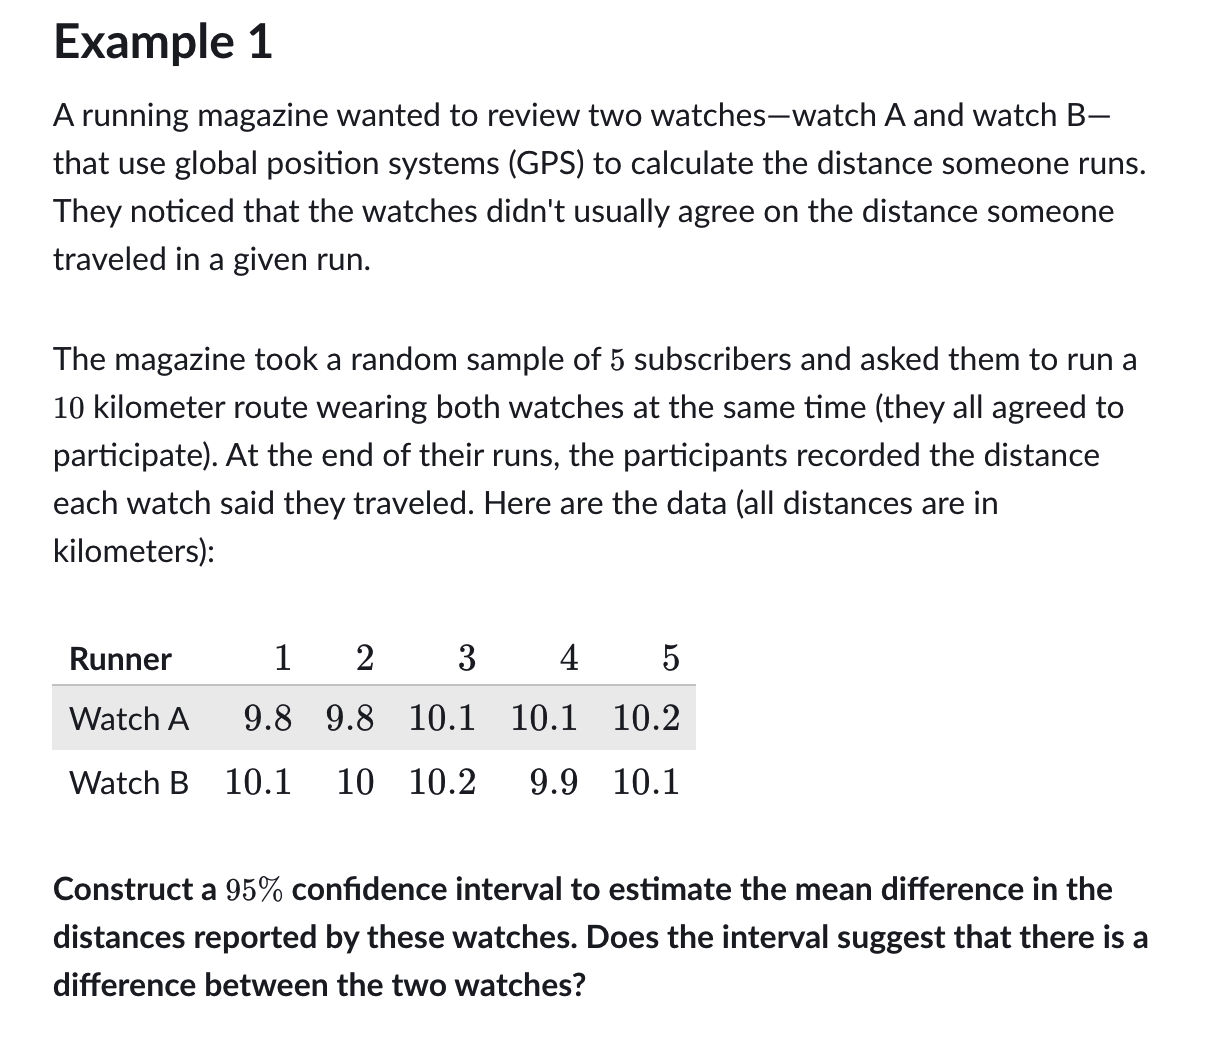 Example 1
A running magazine wanted to review two watches—watch A and watch B—
that use global position systems (GPS) to calculate the distance someone runs.
They noticed that the watches didn't usually agree on the distance someone
traveled in a given run.
The magazine took a random sample of 5 subscribers and asked them to run a
10 kilometer route wearing both watches at the same time (they all agreed to
participate). At the end of their runs, the participants recorded the distance
each watch said they traveled. Here are the data (all distances are in
kilometers):
Runner 1 2 3 4 5
Watch A 9.8 9.8 10.1 10.1 10.2
Watch B 10.1 10 10.2 9.9 10.1
Construct a 95% confidence interval to estimate the mean difference in the
distances reported by these watches. Does the interval suggest that there is a
difference between the two watches?